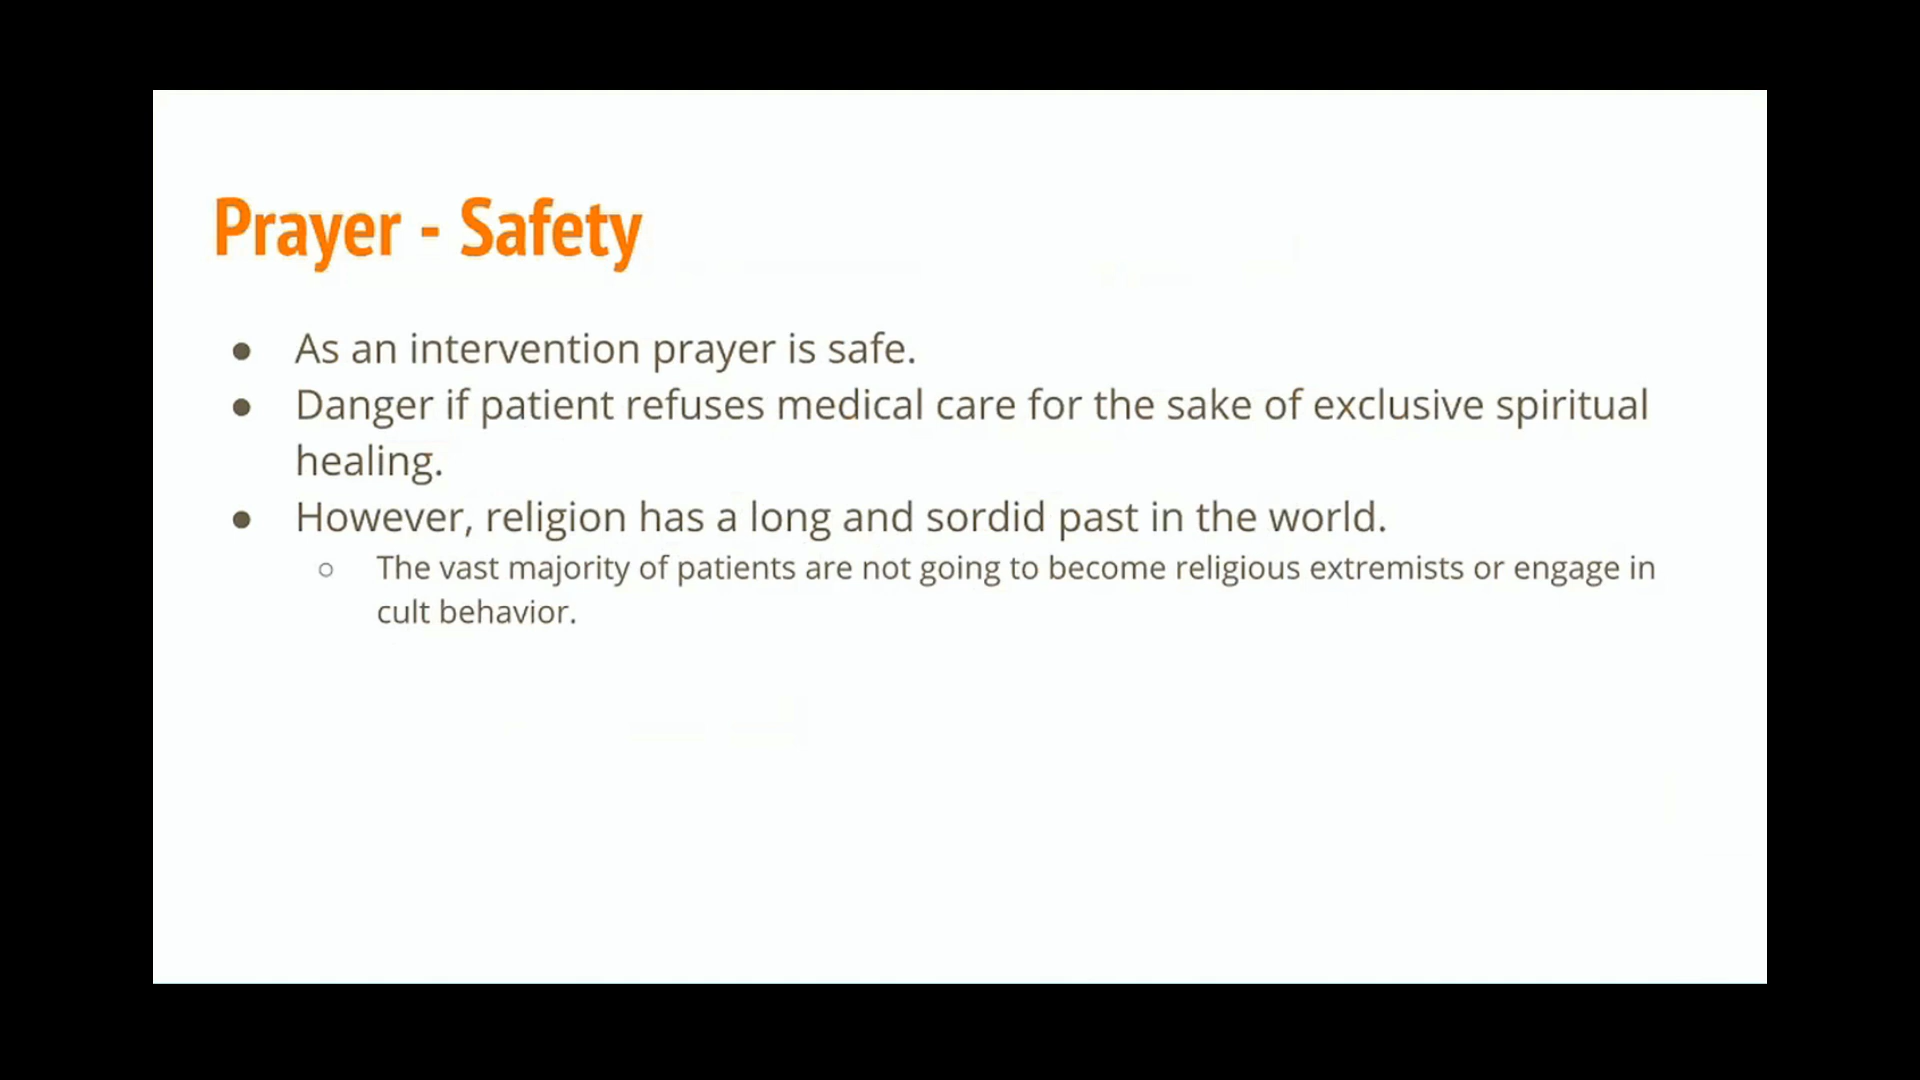 Prayer - Safety
● As an intervention prayer is safe.
● Danger if patient refuses medical care for the sake of exclusive spiritual
healing.
● However, religion has a long and sordid past in the world.
○ The vast majority of patients are not going to become religious extremists or engage in
cult behavior.